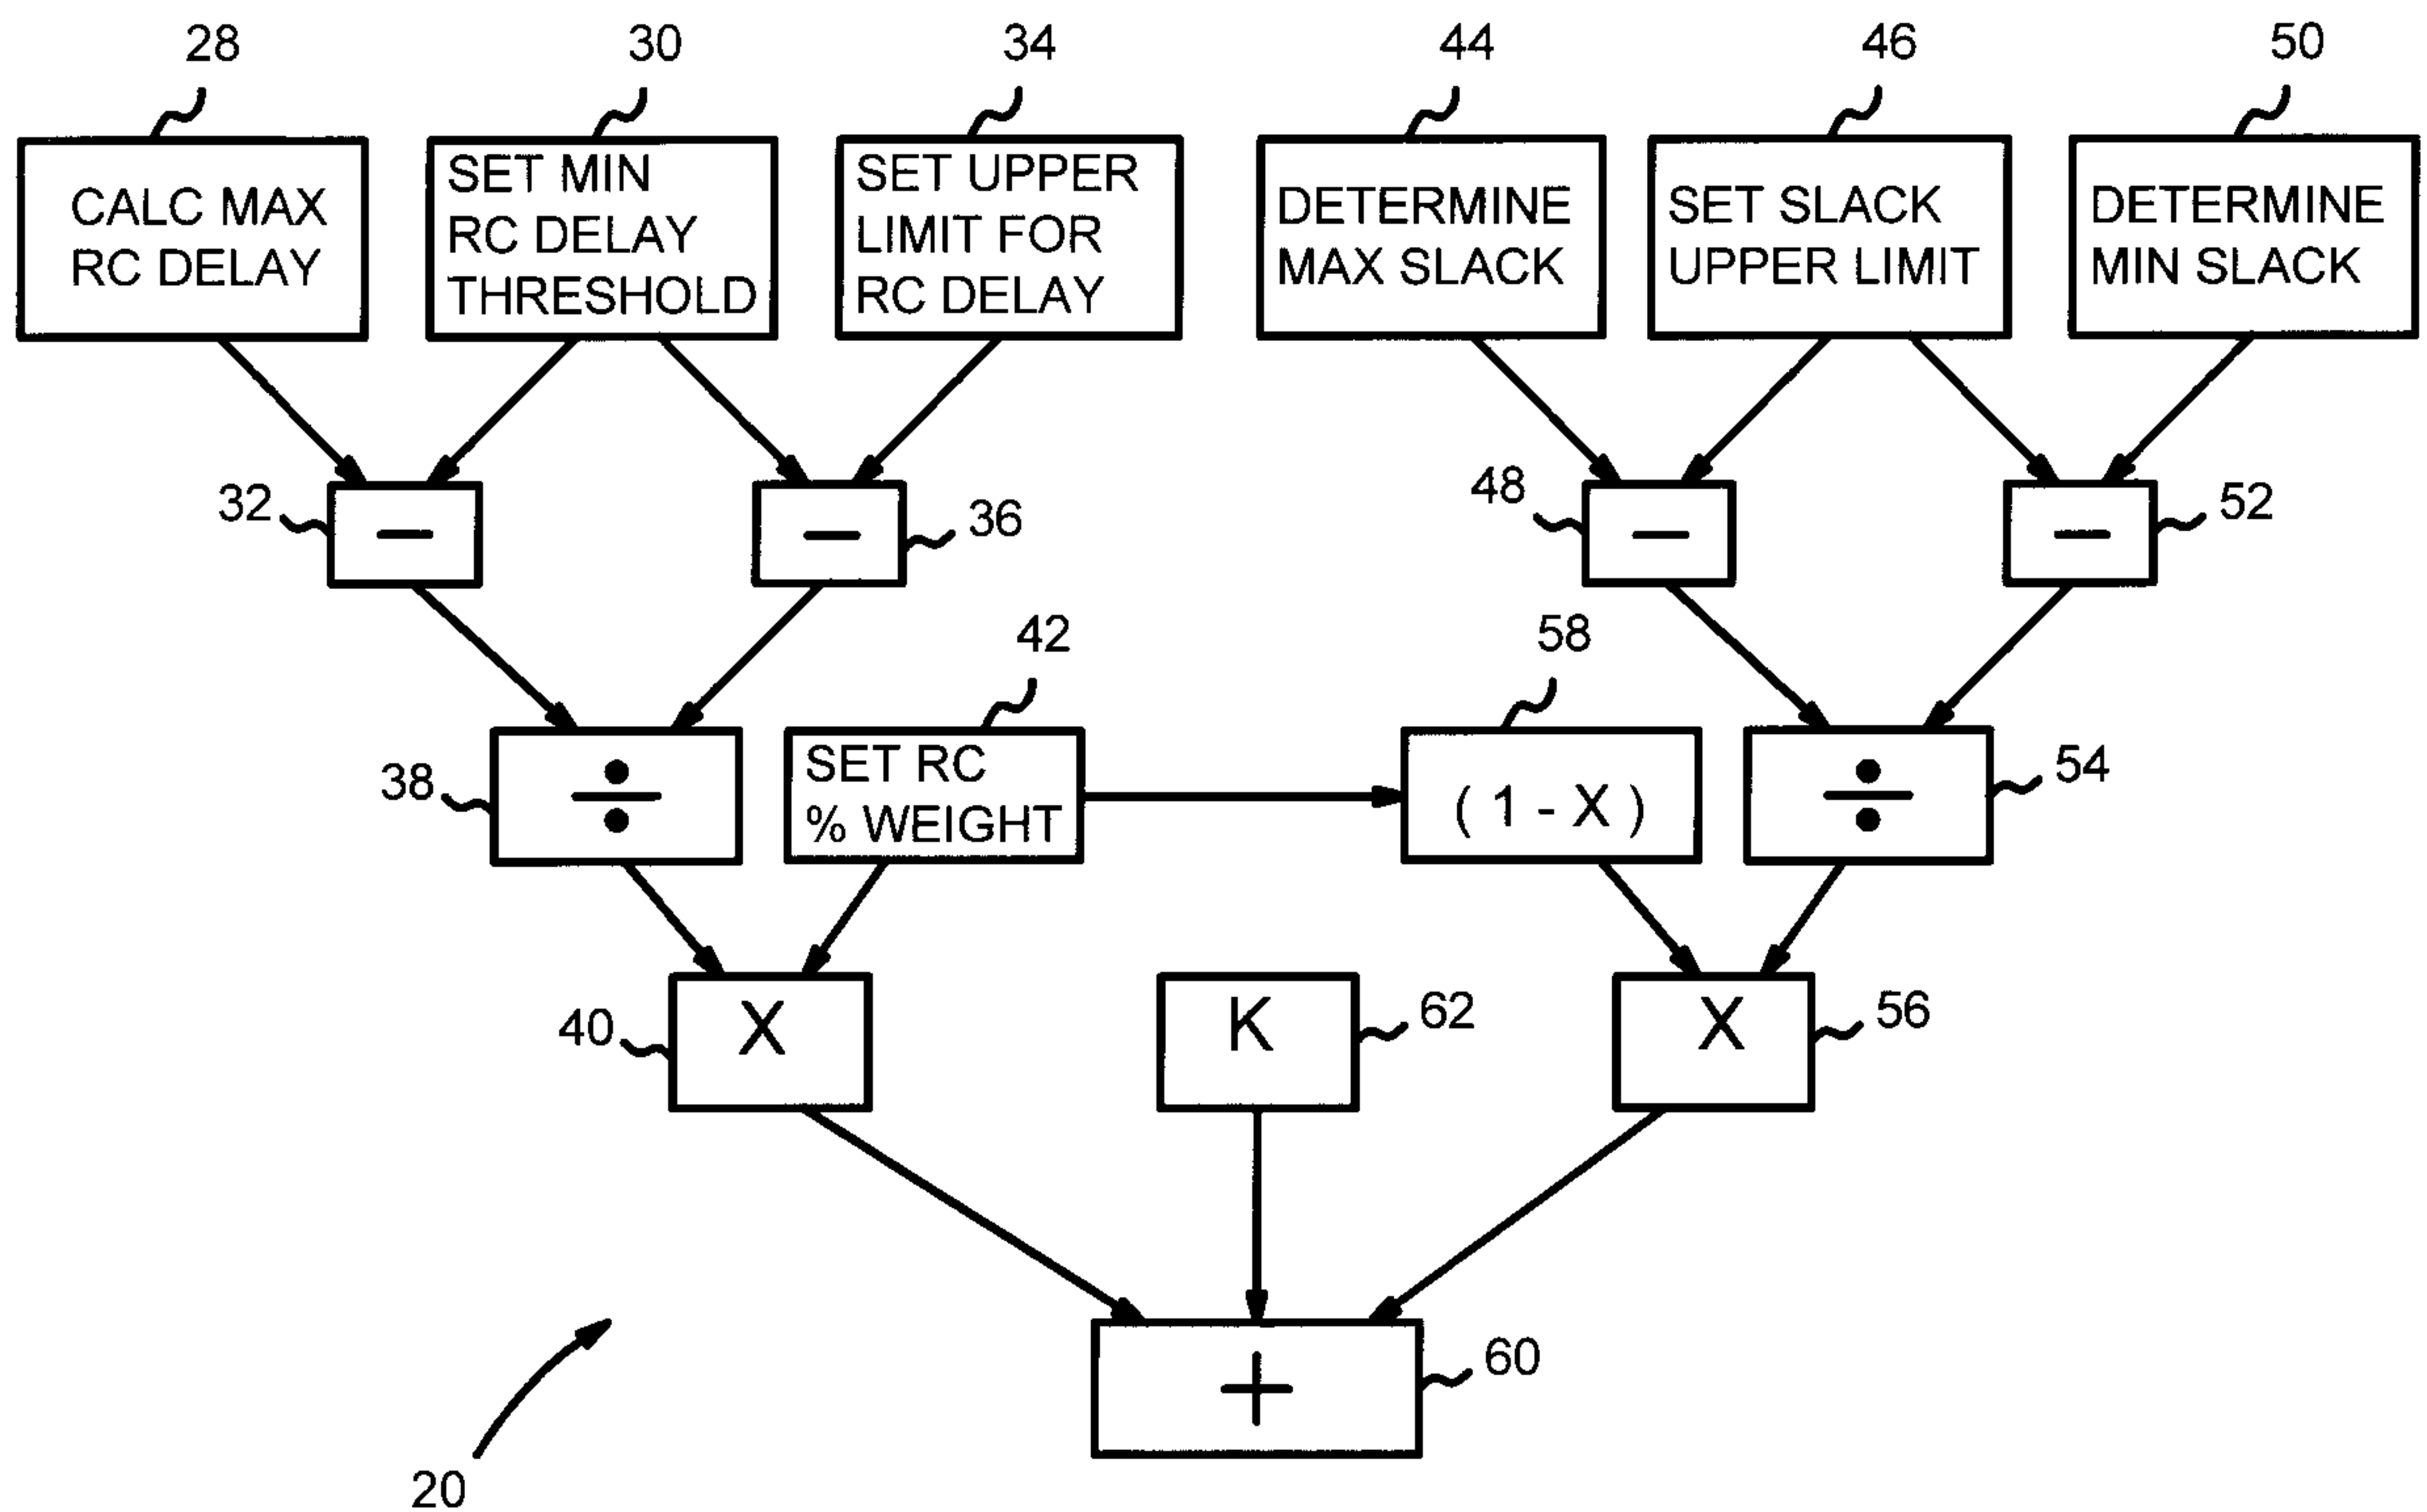 28
30
34
44
46
50
CALC MAX
RC DELAY
SET MIN
RC DELAY
THRESHOLD
SET UPPER
LIMIT FOR
RC DELAY
DETERMINE
MAX SLACK
SET SLACK
UPPER LIMIT
DETERMINE
MIN SLACK
32
−
−
36
48
−
−
52
42
58
38
÷
SET RC
% WEIGHT
( 1 - X )
÷
54
40
X
K
62
X
56
+
60
20